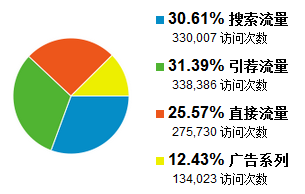 30.61% 搜索流量
330,007 访问次数
31.39% 引荐流量
338,386 访问次数
25.57% 直接流量
275,730 访问次数
12.43% 广告系列
134,023 访问次数